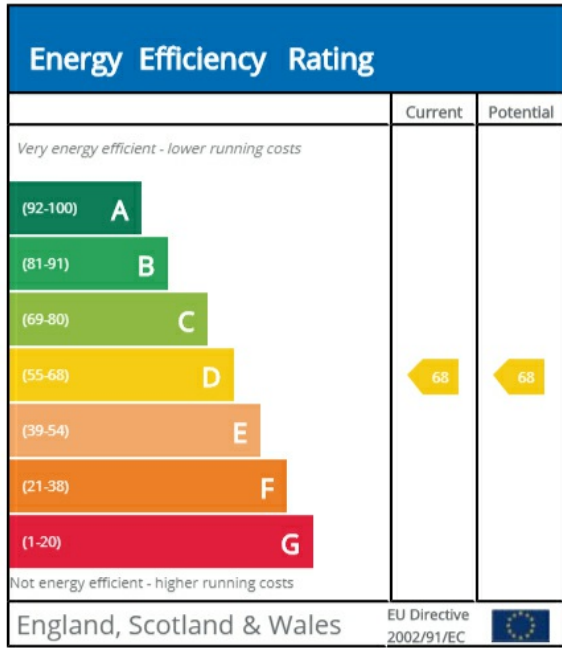 Energy Efficiency Rating
Current Potential
Very energy efficient - lower running costs
(92-100) A
(81-91) B
(69-80) C
(55-68) D 68 68
(39-54) E
(21-38) F
(1-20) G
Not energy efficient - higher running costs
England, Scotland & Wales
EU Directive
2002/91/EC